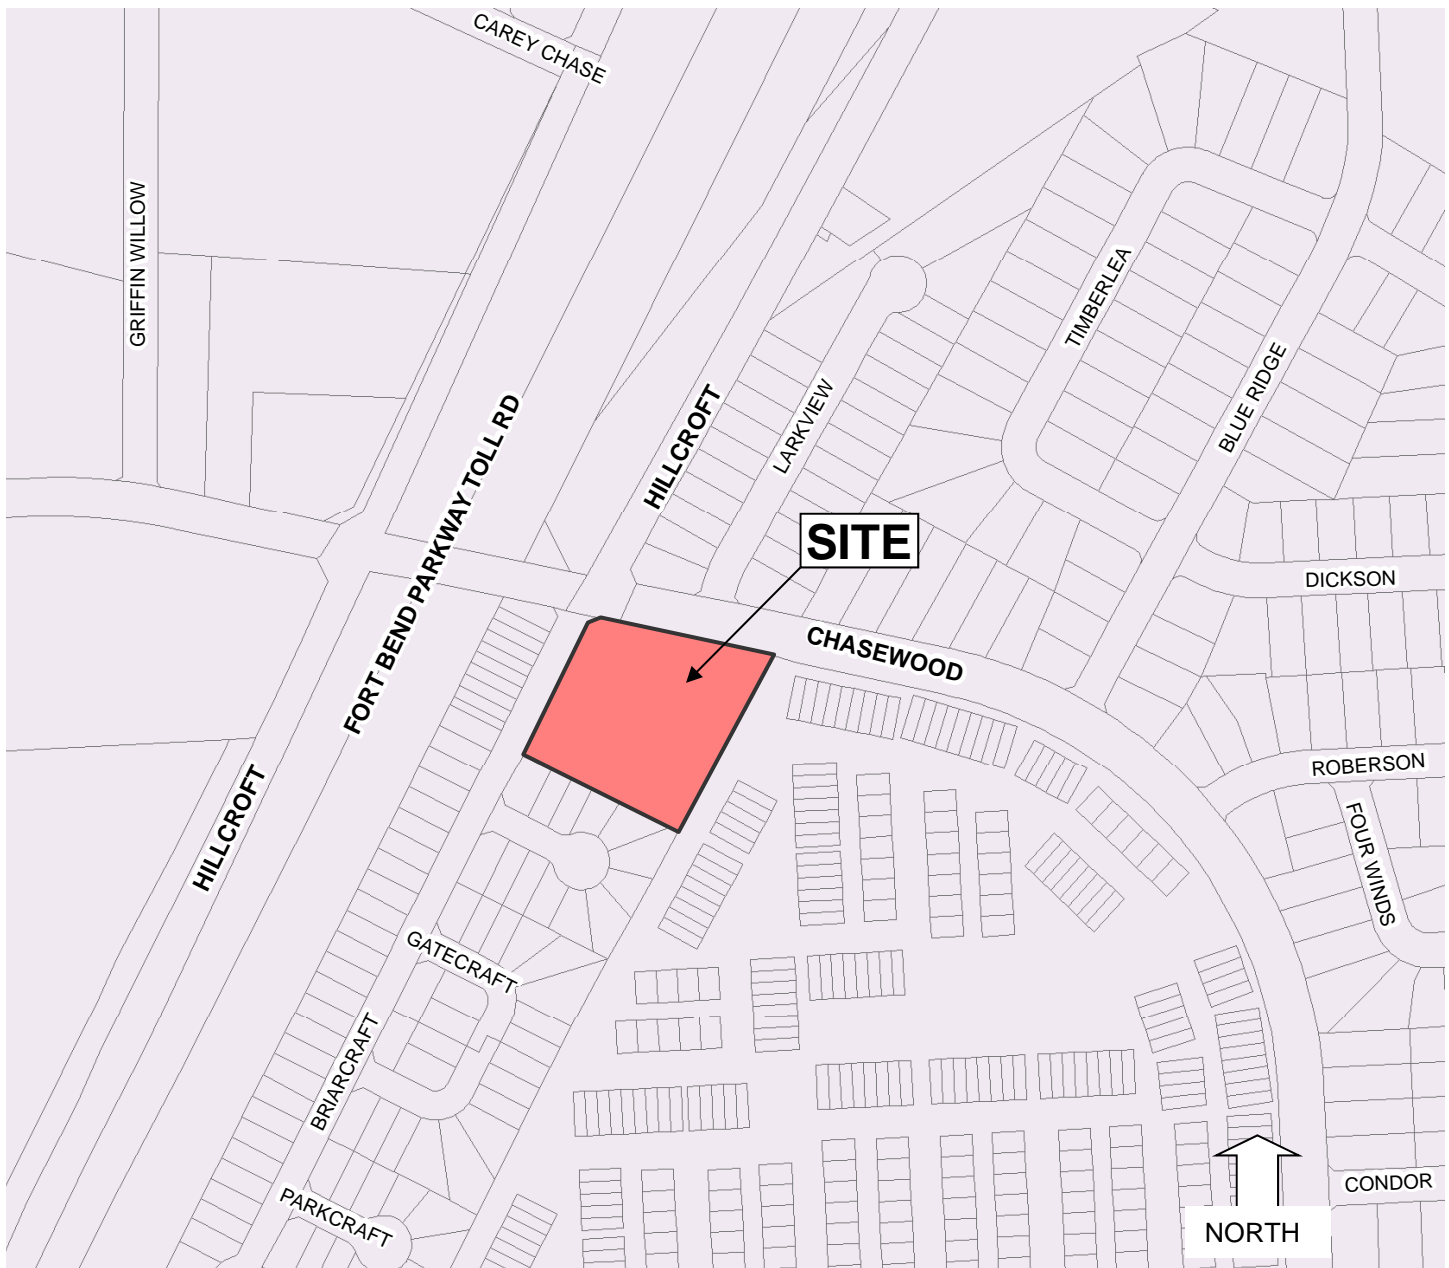 CAREY CHASE
GRIFFIN WILLOW
TIMBERLEA
BLUE RIDGE
HILLCROFT
LARKVIEW
FORT BEND PARKWAY TOLL RD
SITE
DICKSON
CHASEWOOD
ROBERSON
HILLCROFT
FOUR WINDS
GATECRAFT
BRIARCRAFT
PARKCRAFT
CONDOR
NORTH